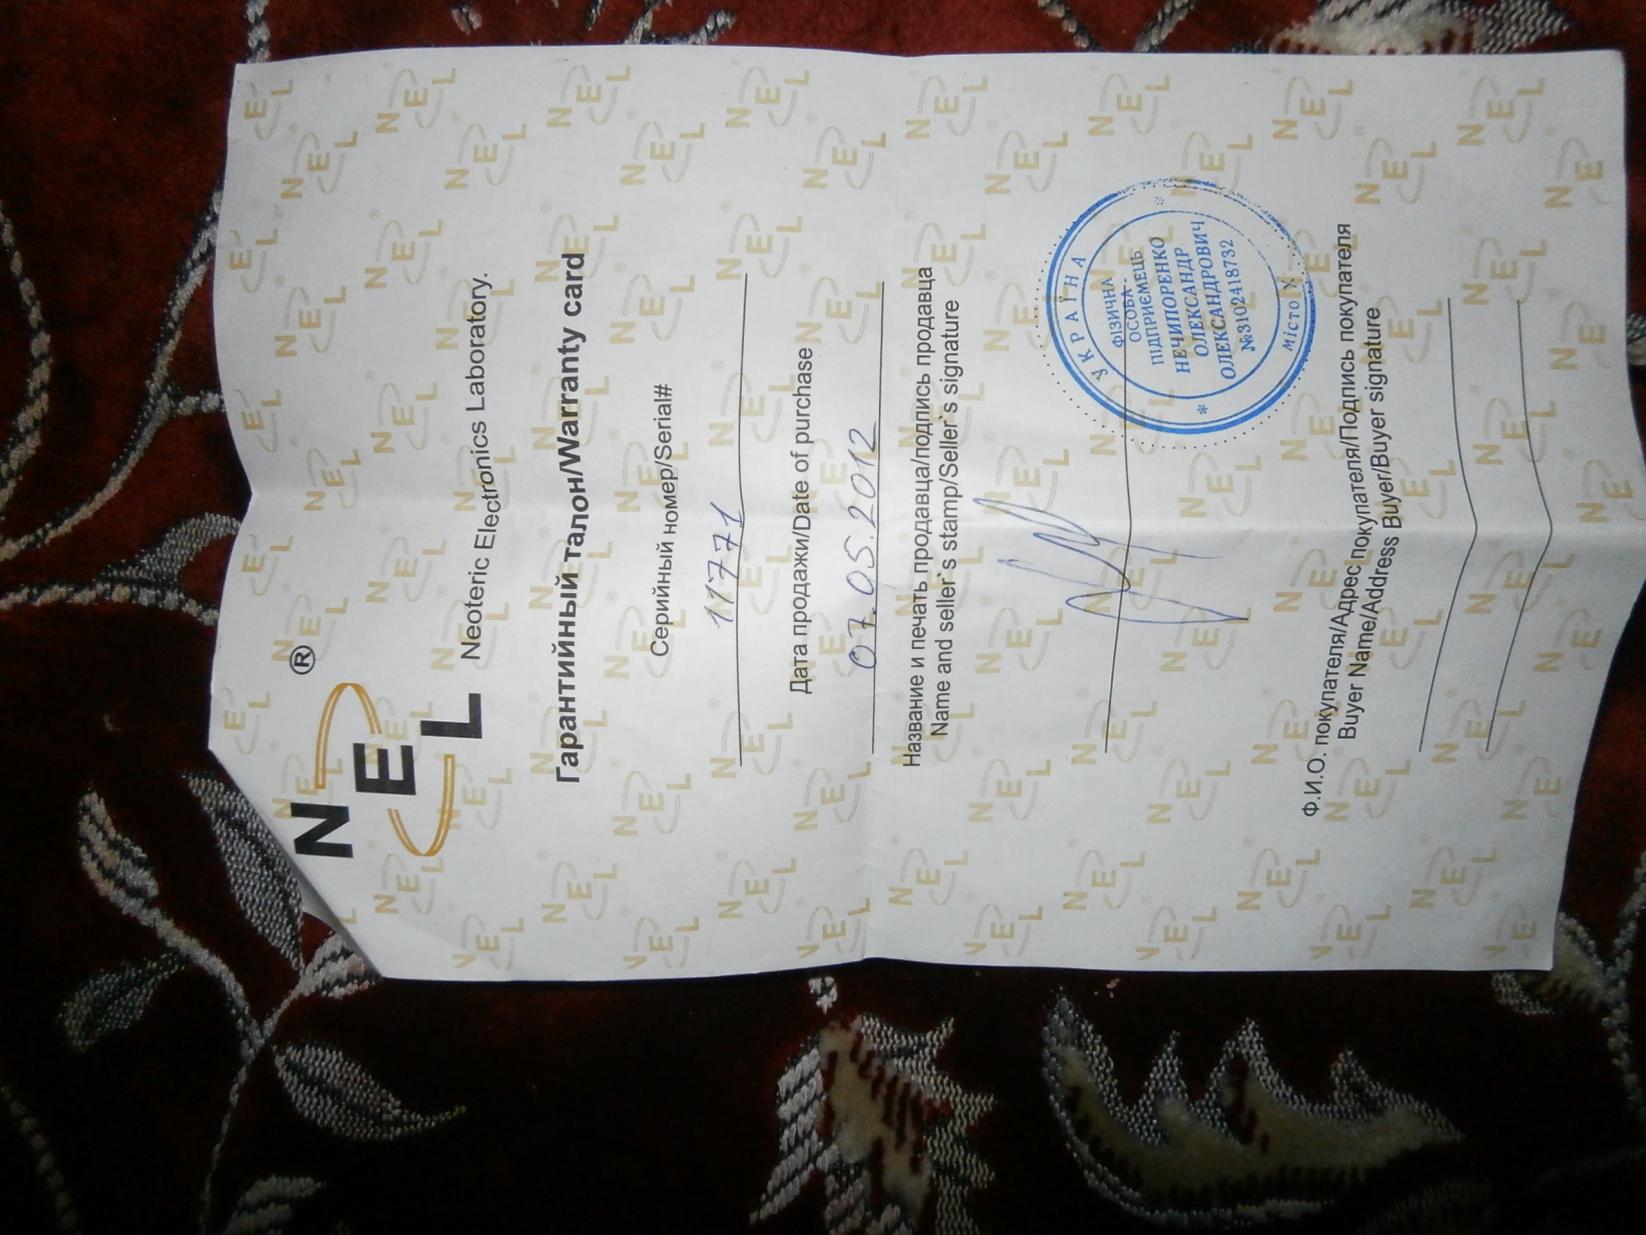 NEL®
Neoteric Electronics Laboratory.
Гарантийный талон/Warranty card
Серийный номер/Serial#
11771
Дата продажи/Date of purchase
07.05.2012
Название и печать продавца/подпись продавца
Name and seller`s stamp/Seller`s signature
УКРАЇНА
ФІЗИЧНА
ОСОБА-
ПІДПРИЄМЕЦЬ
НЕЧИПОРЕНКО
ОЛЕКСАНДР
ОЛЕКСАНДРОВИЧ
№3102418732
Місто
Ф.И.О. покупателя/Адрес покупателя/Подпись покупателя
Buyer Name/Address Buyer/Buyer signature